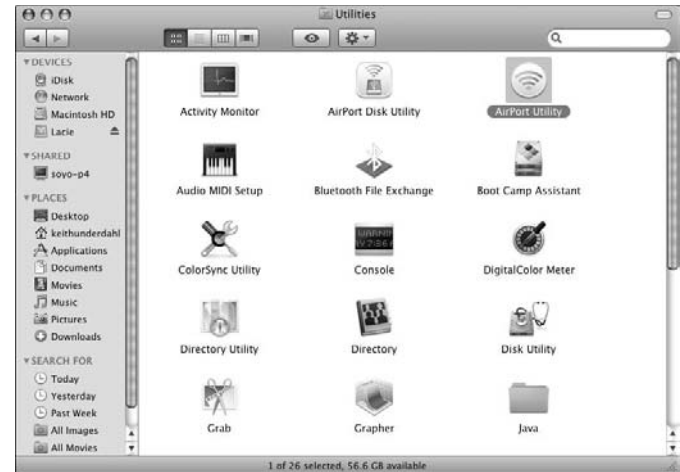 Utilities
DEVICES
iDisk
Network
Macintosh HD
Lacie
SHARED
soyo-p4
PLACES
Desktop
keithunderdahl
Applications
Documents
Movies
Music
Pictures
Downloads
SEARCH FOR
Today
Yesterday
Past Week
All Images
All Movies
Activity Monitor
AirPort Disk Utility
AirPort Utility
Audio MIDI Setup
Bluetooth File Exchange
Boot Camp Assistant
ColorSync Utility
WARNIN
Console
DigitalColor Meter
Directory Utility
Directory
Disk Utility
Grab
Grapher
Java
1 of 26 selected, 56.6 GB available